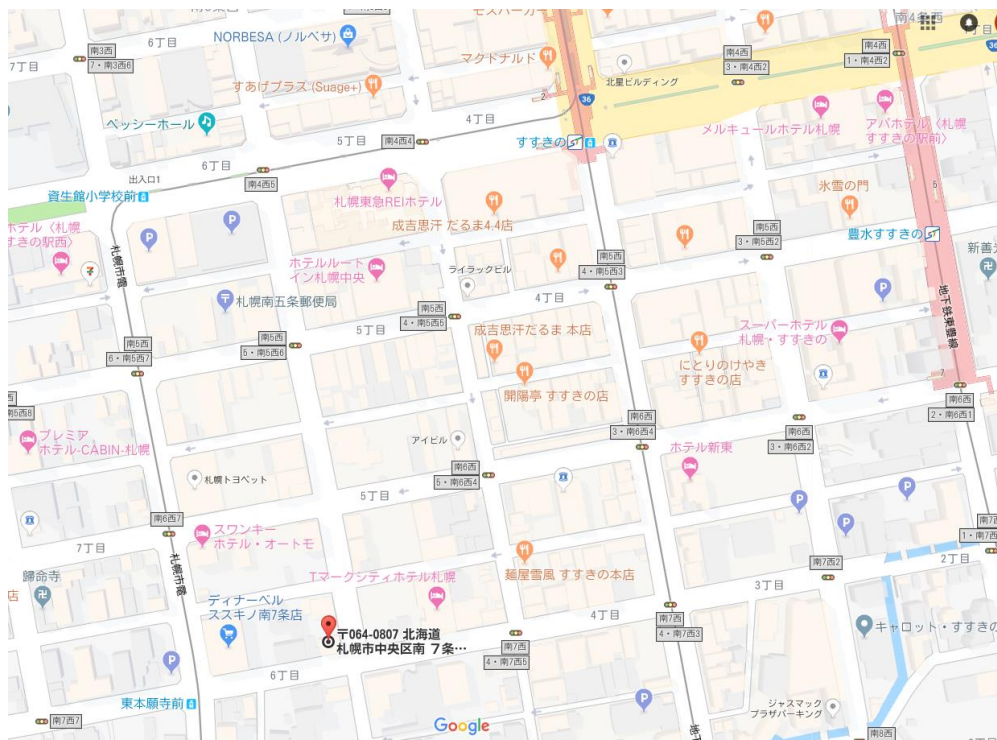 6丁目
モスバーガー
南4条西
南3西
7・南3西6
7丁目
NORBESA (ノルベサ)
マクドナルド
南4西
3・南4西2
南4西
1・南4西2
36
北星ビルディング
すあげプラス (Suage+)
2
36
ベッシーホール
5丁目
4丁目
南4西4
すすきの
メルキュールホテル札幌
アパホテル〈札幌
すすきの駅前〉
6丁目
出入口1
南4西5
資生館小学校前
札幌東急REIホテル
5
氷雪の門
成吉思汗 だるま4.4店
南5西
3・南5西2
豊水すすきの
ホテル〈札幌
すすきの駅西〉
札幌市電
ホテルルート
イン札幌中央
ライラックビル
南5西
4・南5西3
4丁目
札幌南五条郵便局
地下鉄東豊線
南5西
4・南5西5
5丁目
成吉思汗だるま 本店
スーパーホテル
札幌・すすきの
南5西
6・南5西7
南5西
5・南5西6
にとりのけやき
すすきの店
7
開陽亭 すすきの店
南5西8
南6西
3・南6西4
南6西
2・南6西1
プレミア
ホテル-CABIN-札幌
アイビル
南6西
3・南6西2
ホテル新東
南6西
5・南6西4
札幌トヨペット
5丁目
南6西7
スワンキー
ホテル・オートモ
7丁目
札幌市電
2丁目
南7西2
帰命寺
店
Tマークシティホテル札幌
麺屋雪風 すすきの本店
3丁目
ディナーベル
ススキノ南7条店
4丁目
南7西
4・南7西3
キャロット・すすきの
〒064-0807 北海道
札幌市中央区南 7条…
南7西
4・南7西5
6丁目
東本願寺前
南7西7
ジャスマック
プラザパーキング
Google
南8西